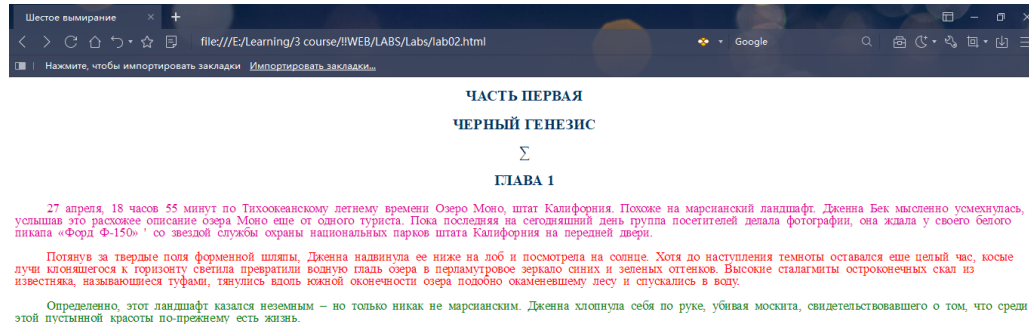 Шестое вымирание
file:///E:/Learning/3 course/!!WEB/LABS/Labs/lab02.html
Google
Нажмите, чтобы импортировать закладки Импортировать закладки...
ЧАСТЬ ПЕРВАЯ
ЧЕРНЫЙ ГЕНЕЗИС
∑
ГЛАВА 1
27 апреля, 18 часов 55 минут по Тихоокеанскому летнему времени Озеро Моно, штат Калифорния. Похоже на марсианский ландшафт. Дженна Бек мысленно усмехнулась,
услышав это расхожее описание озера Моно еще от одного туриста. Пока последняя на сегодняшний день группа посетителей делала фотографии, она ждала у своего белого
пикапа «Форд Ф-150» ' со звездой службы охраны национальных парков штата Калифорния на передней двери.
Потянув за твердые поля форменной шляпы, Дженна надвинула ее ниже на лоб и посмотрела на солнце. Хотя до наступления темноты оставался еще целый час, косые
лучи клонящегося к горизонту светила превратили водную гладь озера в перламутровое зеркало синих и зеленых оттенков. Высокие сталагмиты остроконечных скал из
известняка, называющиеся туфами, тянулись вдоль южной оконечности озера подобно окаменевшему лесу и спускались в воду.
Определенно, этот ландшафт казался неземным – но только никак не марсианским. Дженна хлопнула себя по руке, убивая москита, свидетельствовавшего о том, что среди
этой пустынной красоты по-прежнему есть жизнь.